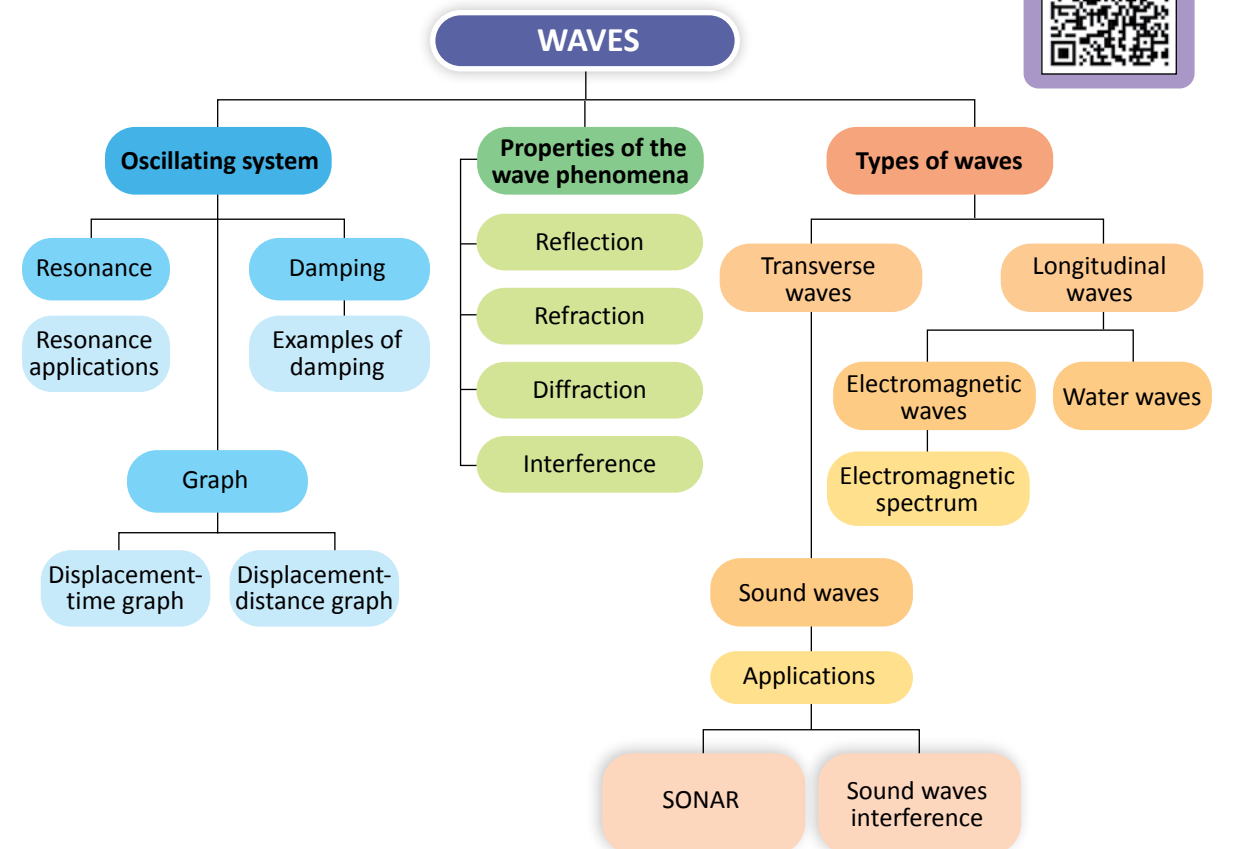 WAVES
Oscillating system
Properties of the
wave phenomena
Types of waves
Resonance
Damping
Resonance
applications
Examples of
damping
Graph
Displacement-
time graph
Displacement-
distance graph
Reflection
Refraction
Diffraction
Interference
Transverse
waves
Longitudinal
waves
Electromagnetic
waves
Water waves
Electromagnetic
spectrum
Sound waves
Applications
SONAR
Sound waves
interference